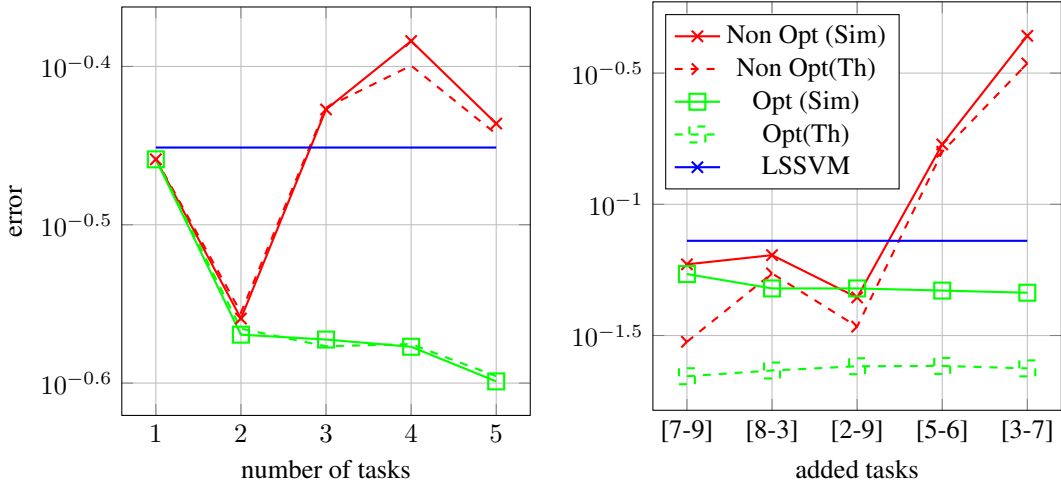 10^{-0.4}
10^{-0.5}
10^{-0.6}
error
1 2 3 4 5
number of tasks
Non Opt (Sim)
Non Opt(Th)
Opt (Sim)
Opt(Th)
LSSVM
10^{-0.5}
10^{-1}
10^{-1.5}
[7-9] [8-3] [2-9] [5-6] [3-7]
added tasks